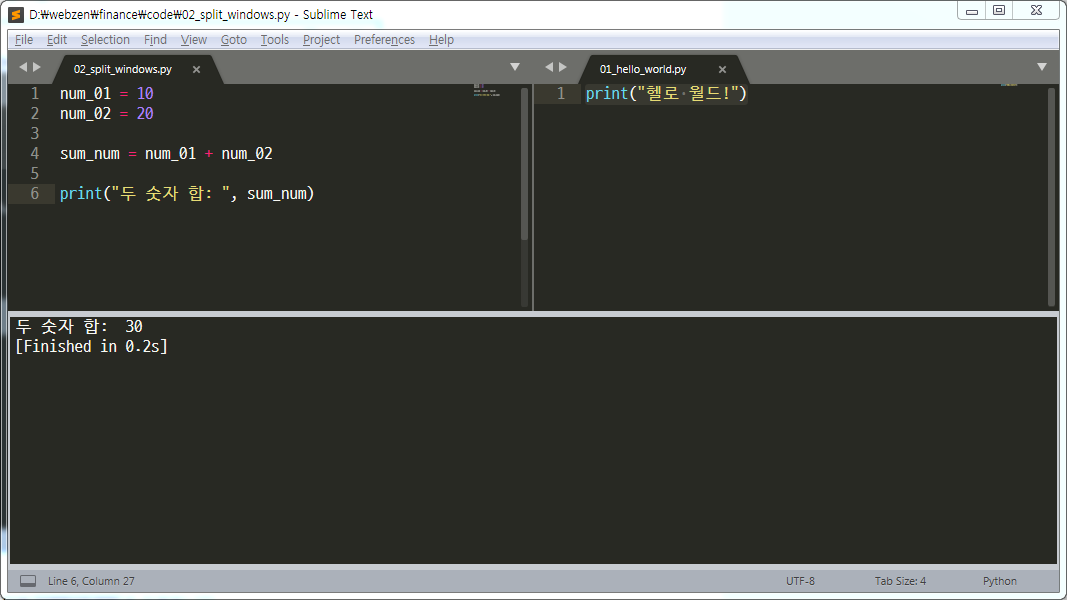 D:₩webzen₩finance₩code₩02_split_windows.py - Sublime Text
File Edit Selection Find View Goto Tools Project Preferences Help
02_split_windows.py ×
1 num_01 = 10
2 num_02 = 20
3
4 sum_num = num_01 + num_02
5
6 print("두 숫자 합: ", sum_num)
01_hello_world.py ×
1 print("헬로 월드!")
두 숫자 합:  30
[Finished in 0.2s]
Line 6, Column 27 UTF-8 Tab Size: 4 Python